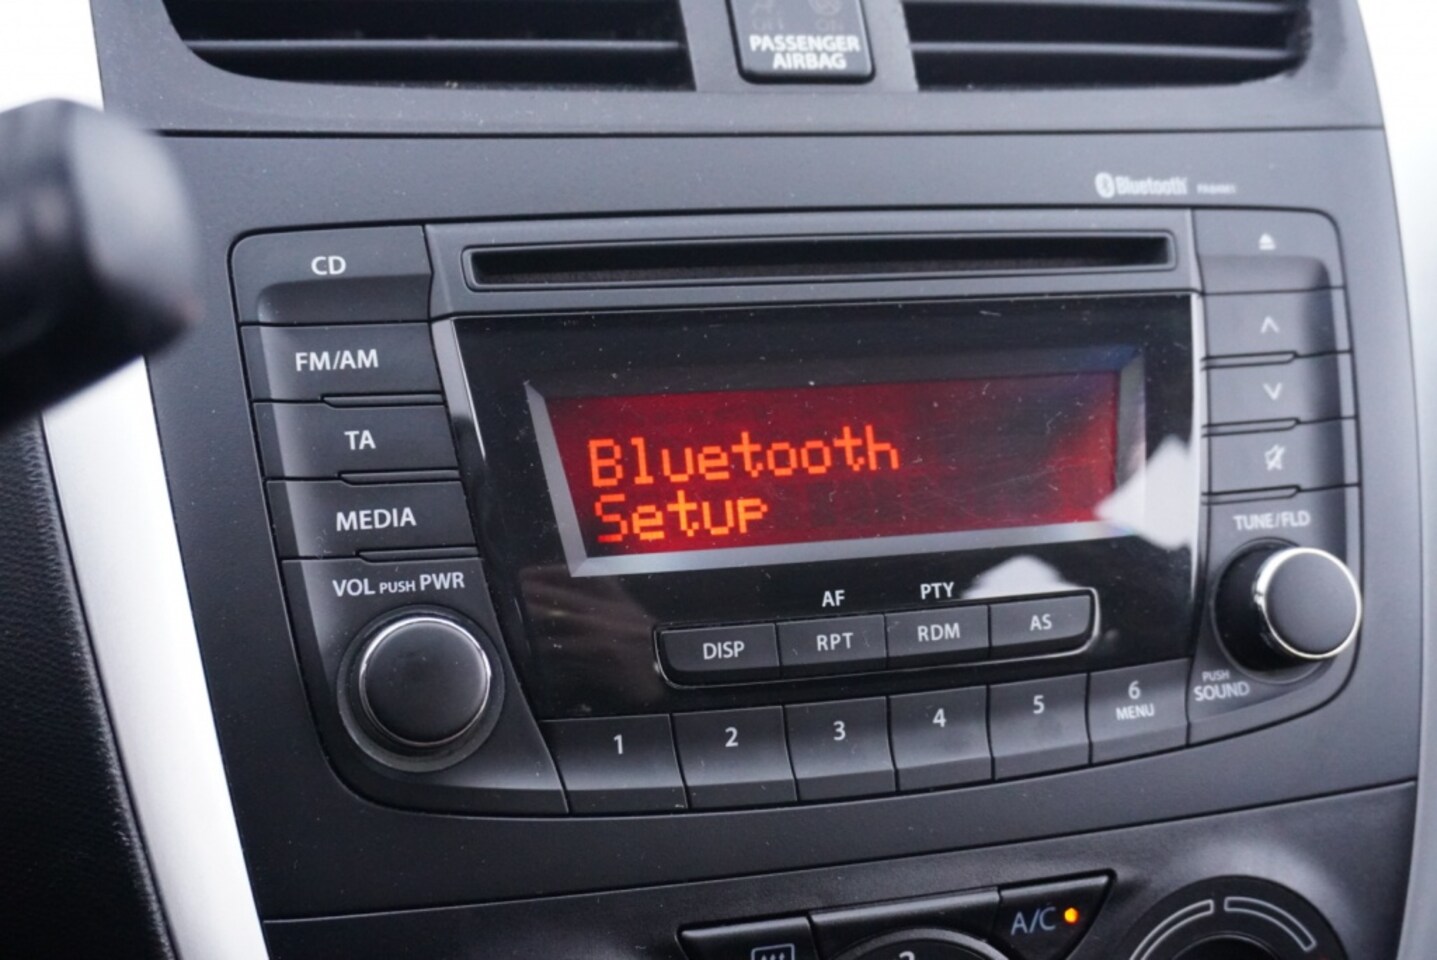 PASSENGER
AIRBAG
Bluetooth
CD
FM/AM
TA
MEDIA
VOL PUSH PWR
Bluetooth
Setup
AF PTY
DISP RPT RDM AS
1 2 3 4 5 6
MENU
TUNE/FLD
PUSH
SOUND
A/C